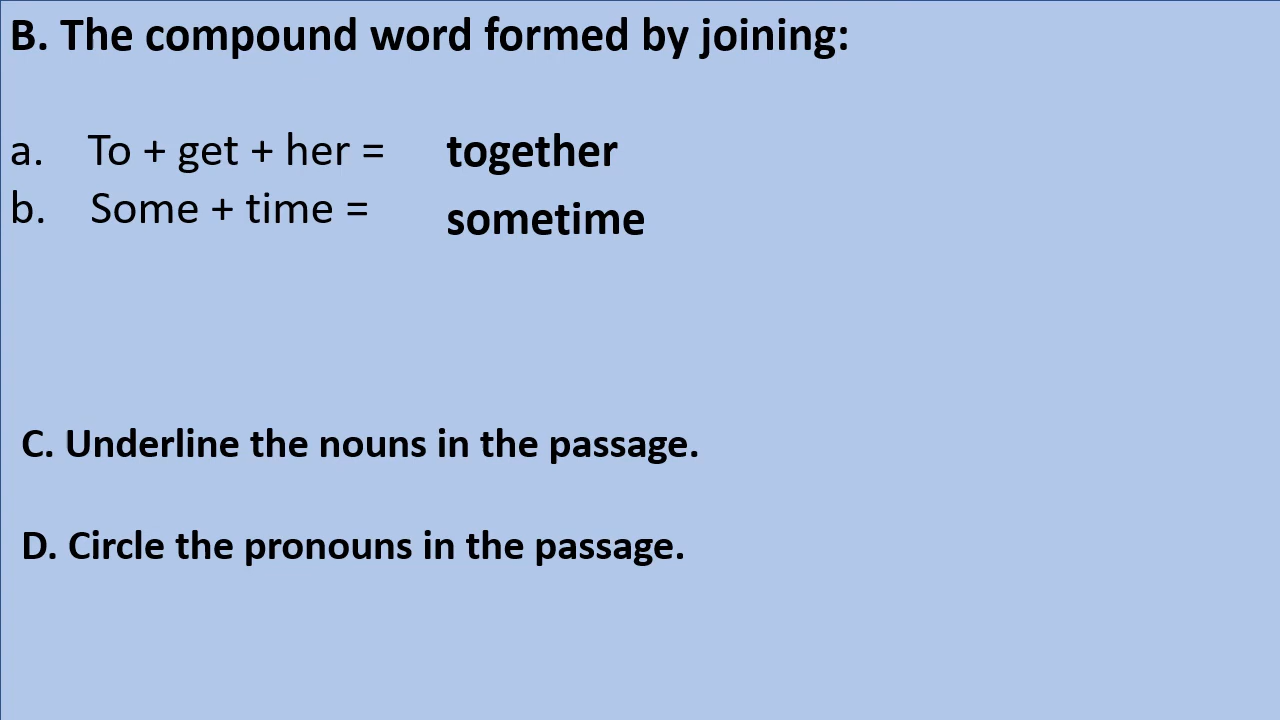 B. The compound word formed by joining:
a. To + get + her = together
b. Some + time = sometime
C. Underline the nouns in the passage.
D. Circle the pronouns in the passage.